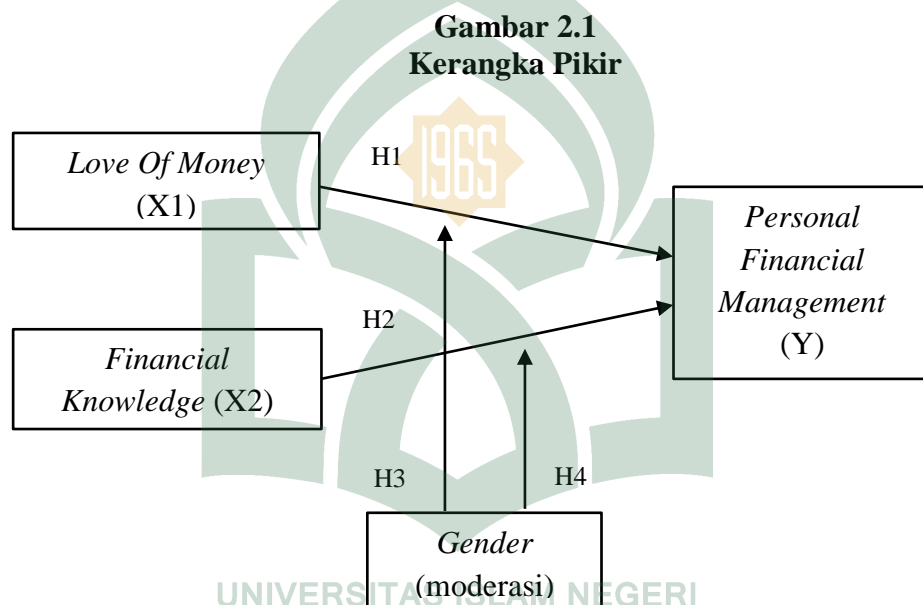 Gambar 2.1
Kerangka Pikir
1965
Love Of Money
(X1)
H1
Personal
Financial
Management
(Y)
H2
Financial
Knowledge (X2)
H3
H4
Gender
(moderasi)
UNIVERSITAS ISLAM NEGERI